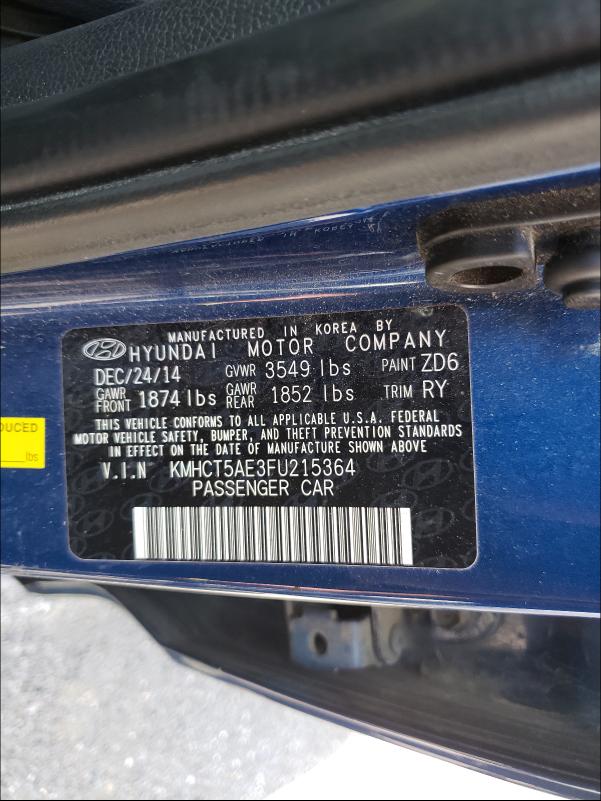 MANUFACTURED IN KOREA BY
HYUNDAI MOTOR COMPANY
DEC/24/14 GVWR 3549 lbs PAINT ZD6
GAWR FRONT 1874 lbs GAWR REAR 1852 lbs TRIM RY
THIS VEHICLE CONFORMS TO ALL APPLICABLE U.S.A. FEDERAL
MOTOR VEHICLE SAFETY, BUMPER, AND THEFT PREVENTION STANDARDS
IN EFFECT ON THE DATE OF MANUFACTURE SHOWN ABOVE
V.I.N KMHCT5AE3FU215364
PASSENGER CAR
lbs